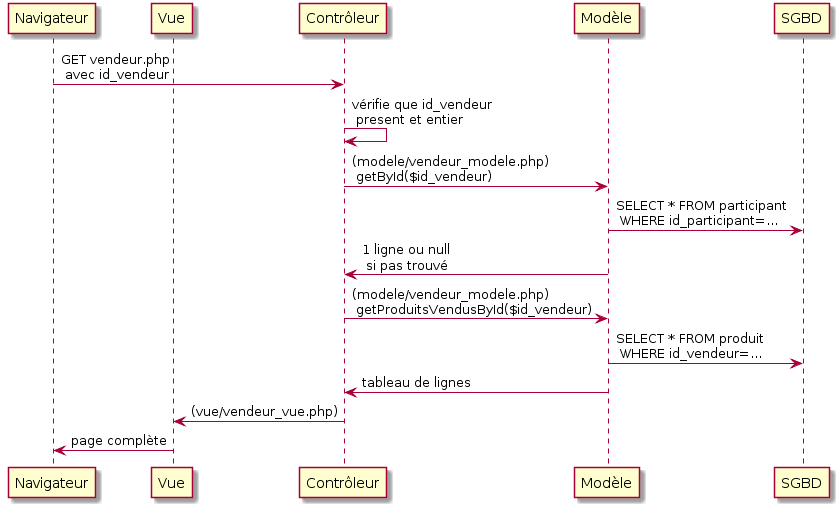 Navigateur
Vue
Contrôleur
Modèle
SGBD
GET vendeur.php
avec id_vendeur
vérifie que id_vendeur
present et entier
(modele/vendeur_modele.php)
getById($id_vendeur)
SELECT * FROM participant
WHERE id_participant=...
1 ligne ou null
si pas trouvé
(modele/vendeur_modele.php)
getProduitsVendusById($id_vendeur)
SELECT * FROM produit
WHERE id_vendeur=...
tableau de lignes
(vue/vendeur_vue.php)
page complète
Navigateur
Vue
Contrôleur
Modèle
SGBD